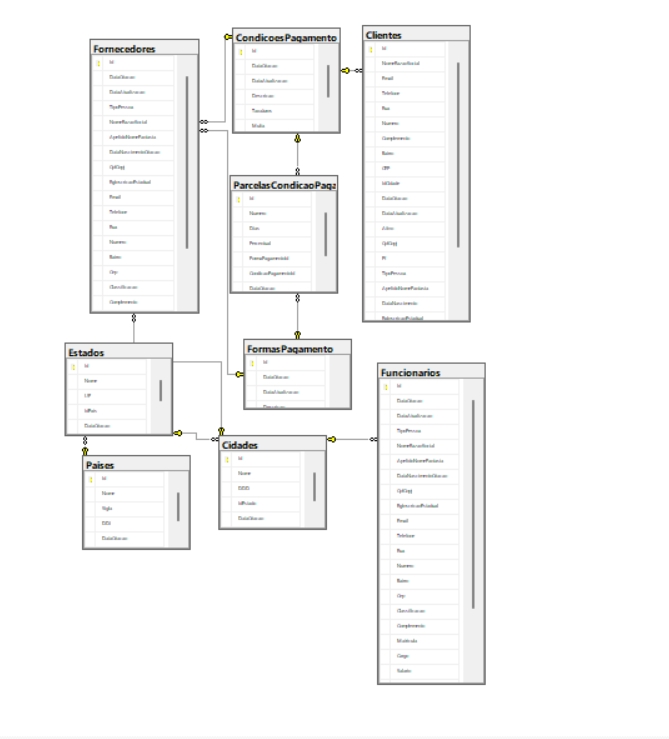 Fornecedores
Id
DataCriacao
DataAtualizacao
TipoPessoa
NomeRazaoSocial
ApelidoNomeFantasia
DataNascimentoCriacao
CpfCnpj
RgInscricaoEstadual
Email
Telefone
Rua
Numero
Bairro
Cep
Classificacao
Complemento
CondicoesPagamento
Id
DataCriacao
DataAtualizacao
Descricao
TaxaJuros
Multa
Clientes
Id
NomeRazaoSocial
Email
Telefone
Rua
Numero
Complemento
Bairro
CEP
IdCidade
DataCriacao
DataAtualizacao
Ativo
CpfCnpj
TipoPessoa
ApelidoNomeFantasia
DataNascimento
RgInscricaoEstadual
ParcelasCondicaoPaga
Id
Numero
Dias
Percentual
FormaPagamentoId
CondicaoPagamentoId
DataCriacao
Estados
Id
Nome
UF
IdPais
DataCriacao
FormasPagamento
Id
DataCriacao
DataAtualizacao
Descricao
Funcionarios
Id
DataCriacao
DataAtualizacao
TipoPessoa
NomeRazaoSocial
ApelidoNomeFantasia
DataNascimentoCriacao
CpfCnpj
RgInscricaoEstadual
Email
Telefone
Rua
Numero
Bairro
Cep
Classificacao
Complemento
Matricula
Cargo
Salario
Cidades
Id
Nome
DDD
IdEstado
DataCriacao
Paises
Id
Nome
Sigla
DDI
DataCriacao